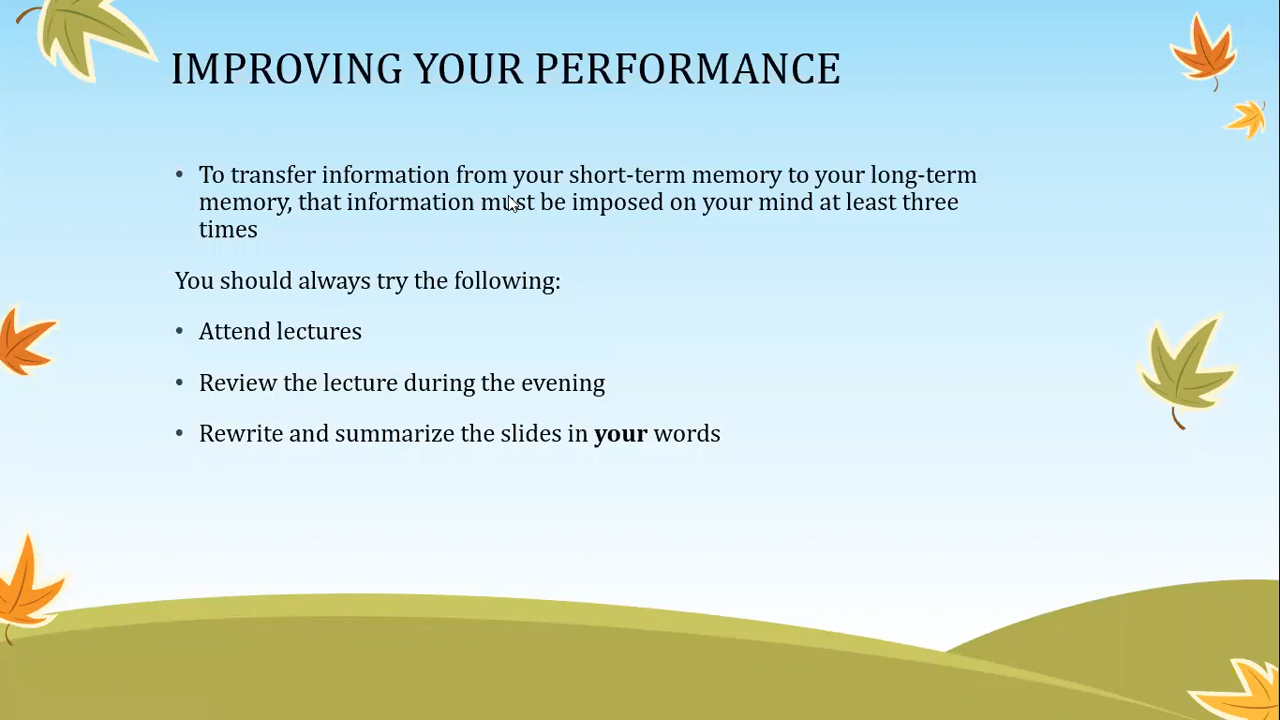 IMPROVING YOUR PERFORMANCE
• To transfer information from your short-term memory to your long-term
memory, that information must be imposed on your mind at least three
times
You should always try the following:
• Attend lectures
• Review the lecture during the evening
• Rewrite and summarize the slides in your words